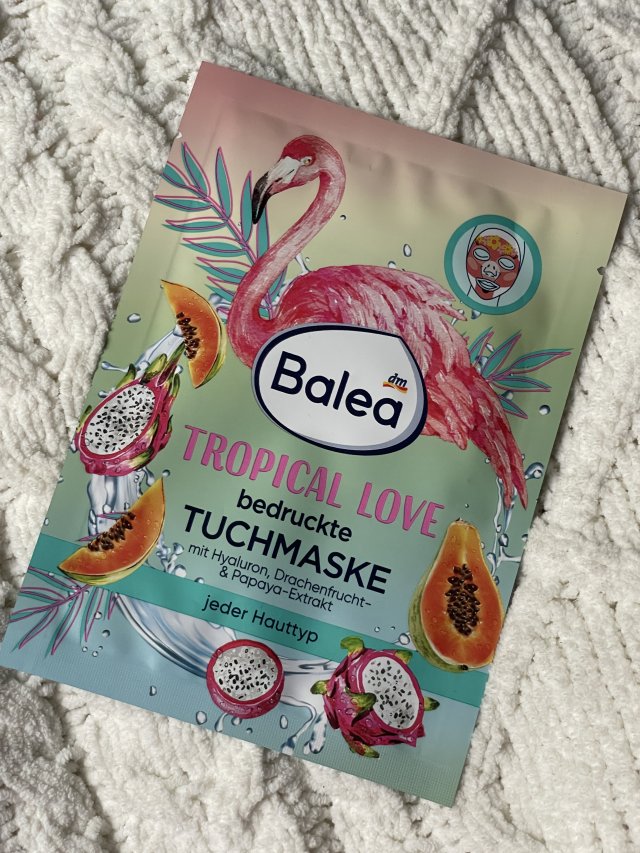 Balea
dm
TROPICAL LOVE
bedruckte
TUCHMASKE
mit Hyaluron, Drachenfrucht-
& Papaya-Extrakt
jeder Hauttyp